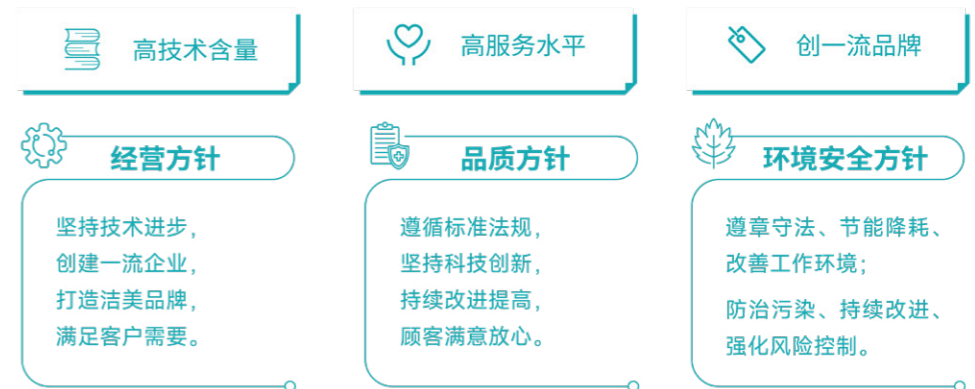 高技术含量
高服务水平
创一流品牌
经营方针
坚持技术进步，
创建一流企业，
打造洁美品牌，
满足客户需要。
品质方针
遵循标准法规，
坚持科技创新，
持续改进提高，
顾客满意放心。
环境安全方针
遵章守法、节能降耗、
改善工作环境；
防治污染、持续改进、
强化风险控制。